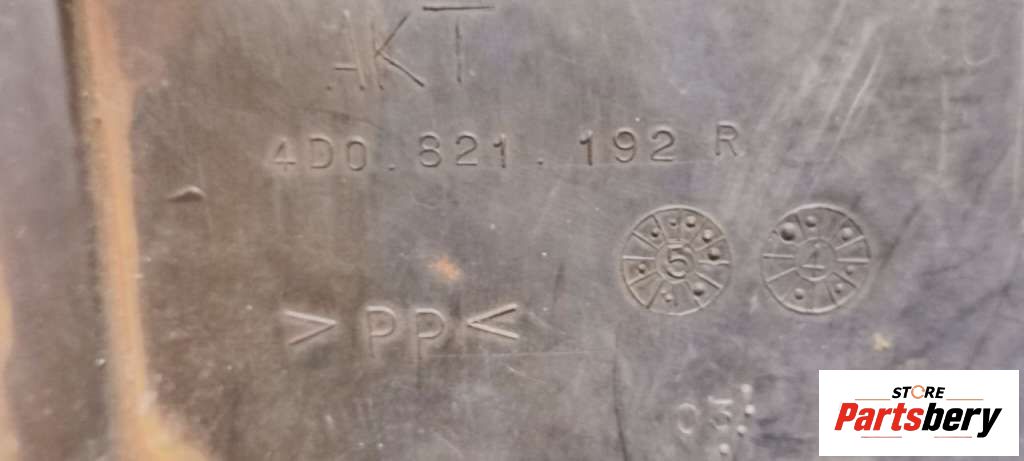 AKT
4D0.821.192 R
5 4
>PP<
03
STORE
Partsbery